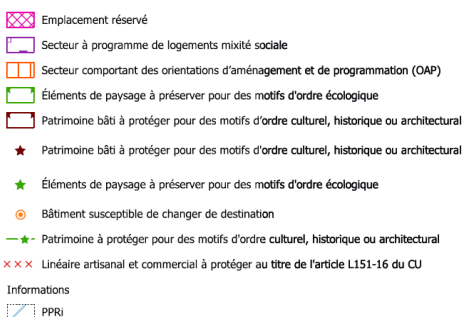 Emplacement réservé
Secteur à programme de logements mixité sociale
Secteur comportant des orientations d'aménagement et de programmation (OAP)
Éléments de paysage à préserver pour des motifs d'ordre écologique
Patrimoine bâti à protéger pour des motifs d'ordre culturel, historique ou architectural
Patrimoine bâti à protéger pour des motifs d'ordre culturel, historique ou architectural
Éléments de paysage à préserver pour des motifs d'ordre écologique
Bâtiment susceptible de changer de destination
Patrimoine à protéger pour des motifs d'ordre culturel, historique ou architectural
Linéaire artisanal et commercial à protéger au titre de l'article L151-16 du CU
Informations
PPRi